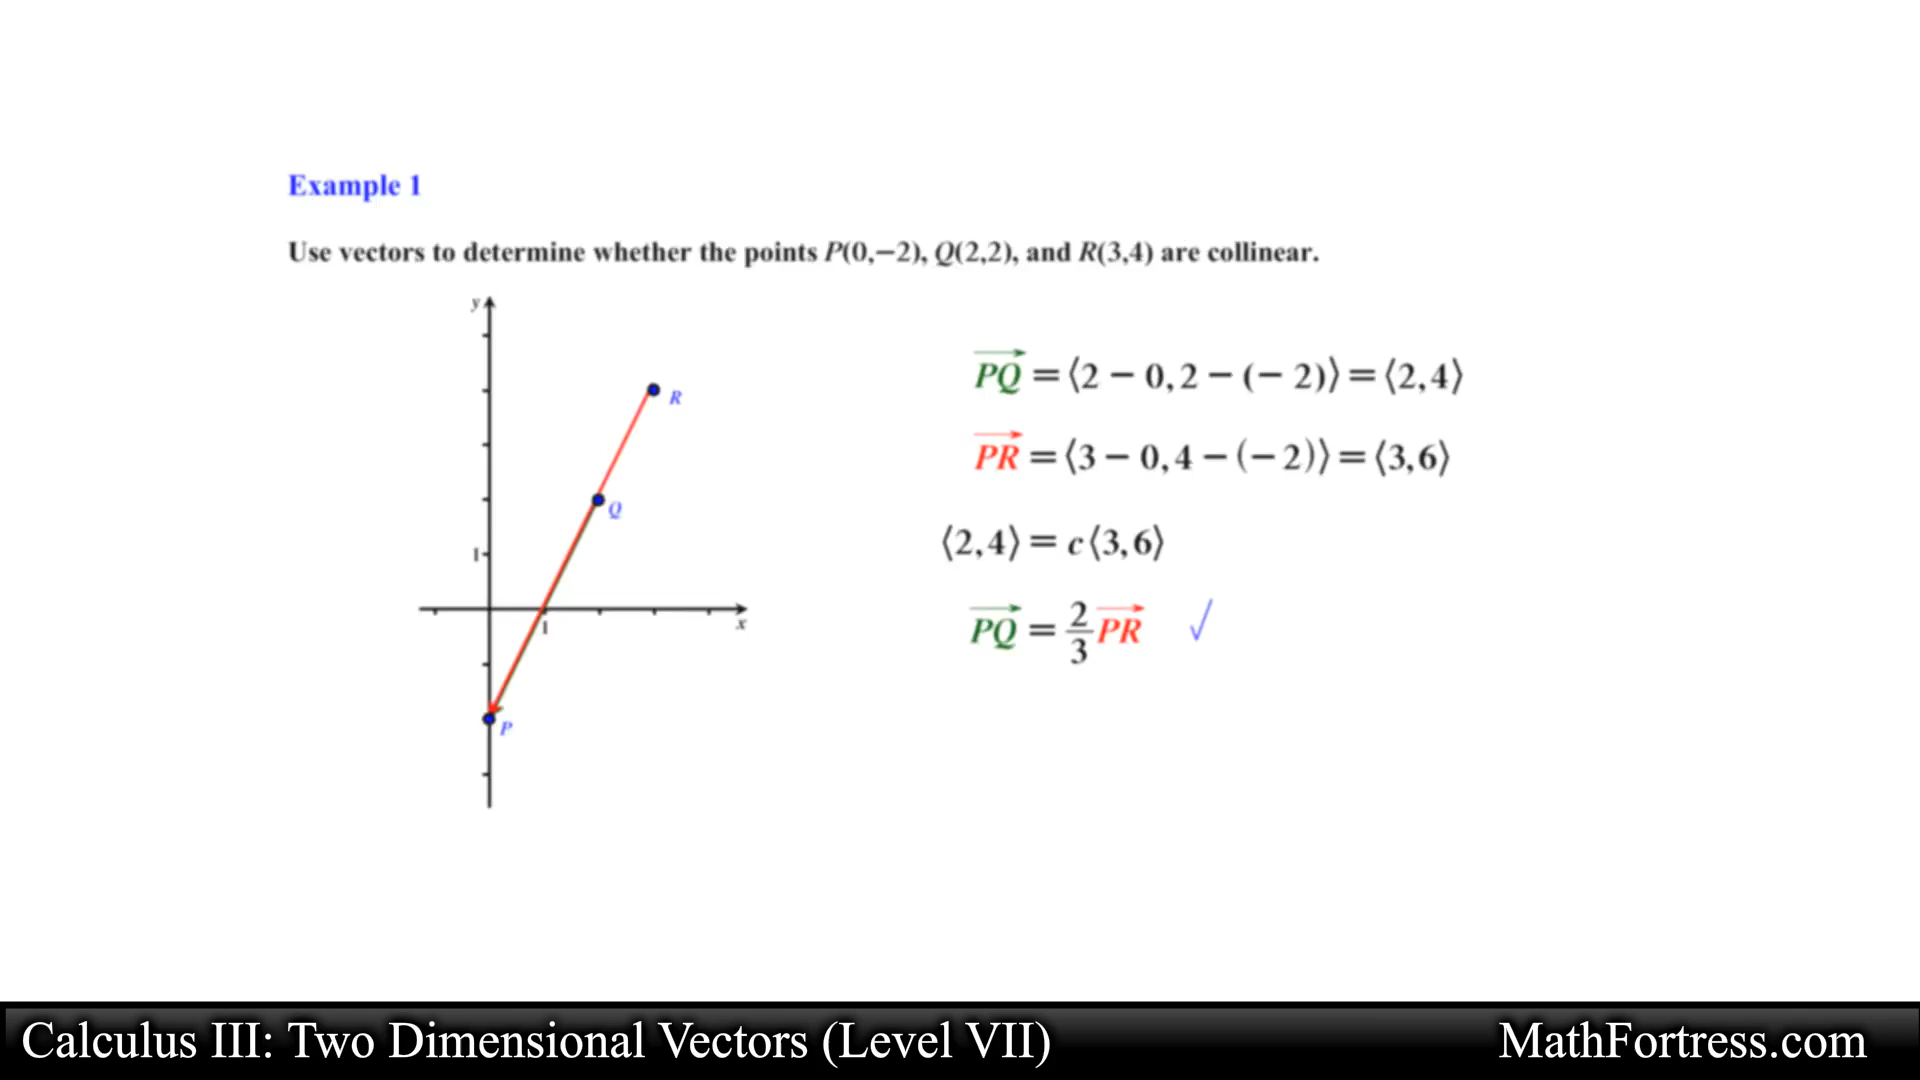 Example 1
Use vectors to determine whether the points P(0,−2), Q(2,2), and R(3,4) are collinear.
y
R
Q
1
1
x
P
PQ = ⟨2 − 0, 2 − (− 2)⟩ = ⟨2, 4⟩
PR = ⟨3 − 0, 4 − (− 2)⟩ = ⟨3, 6⟩
⟨2, 4⟩ = c⟨3, 6⟩
PQ = 2/3 PR √
Calculus III: Two Dimensional Vectors (Level VII)
MathFortress.com